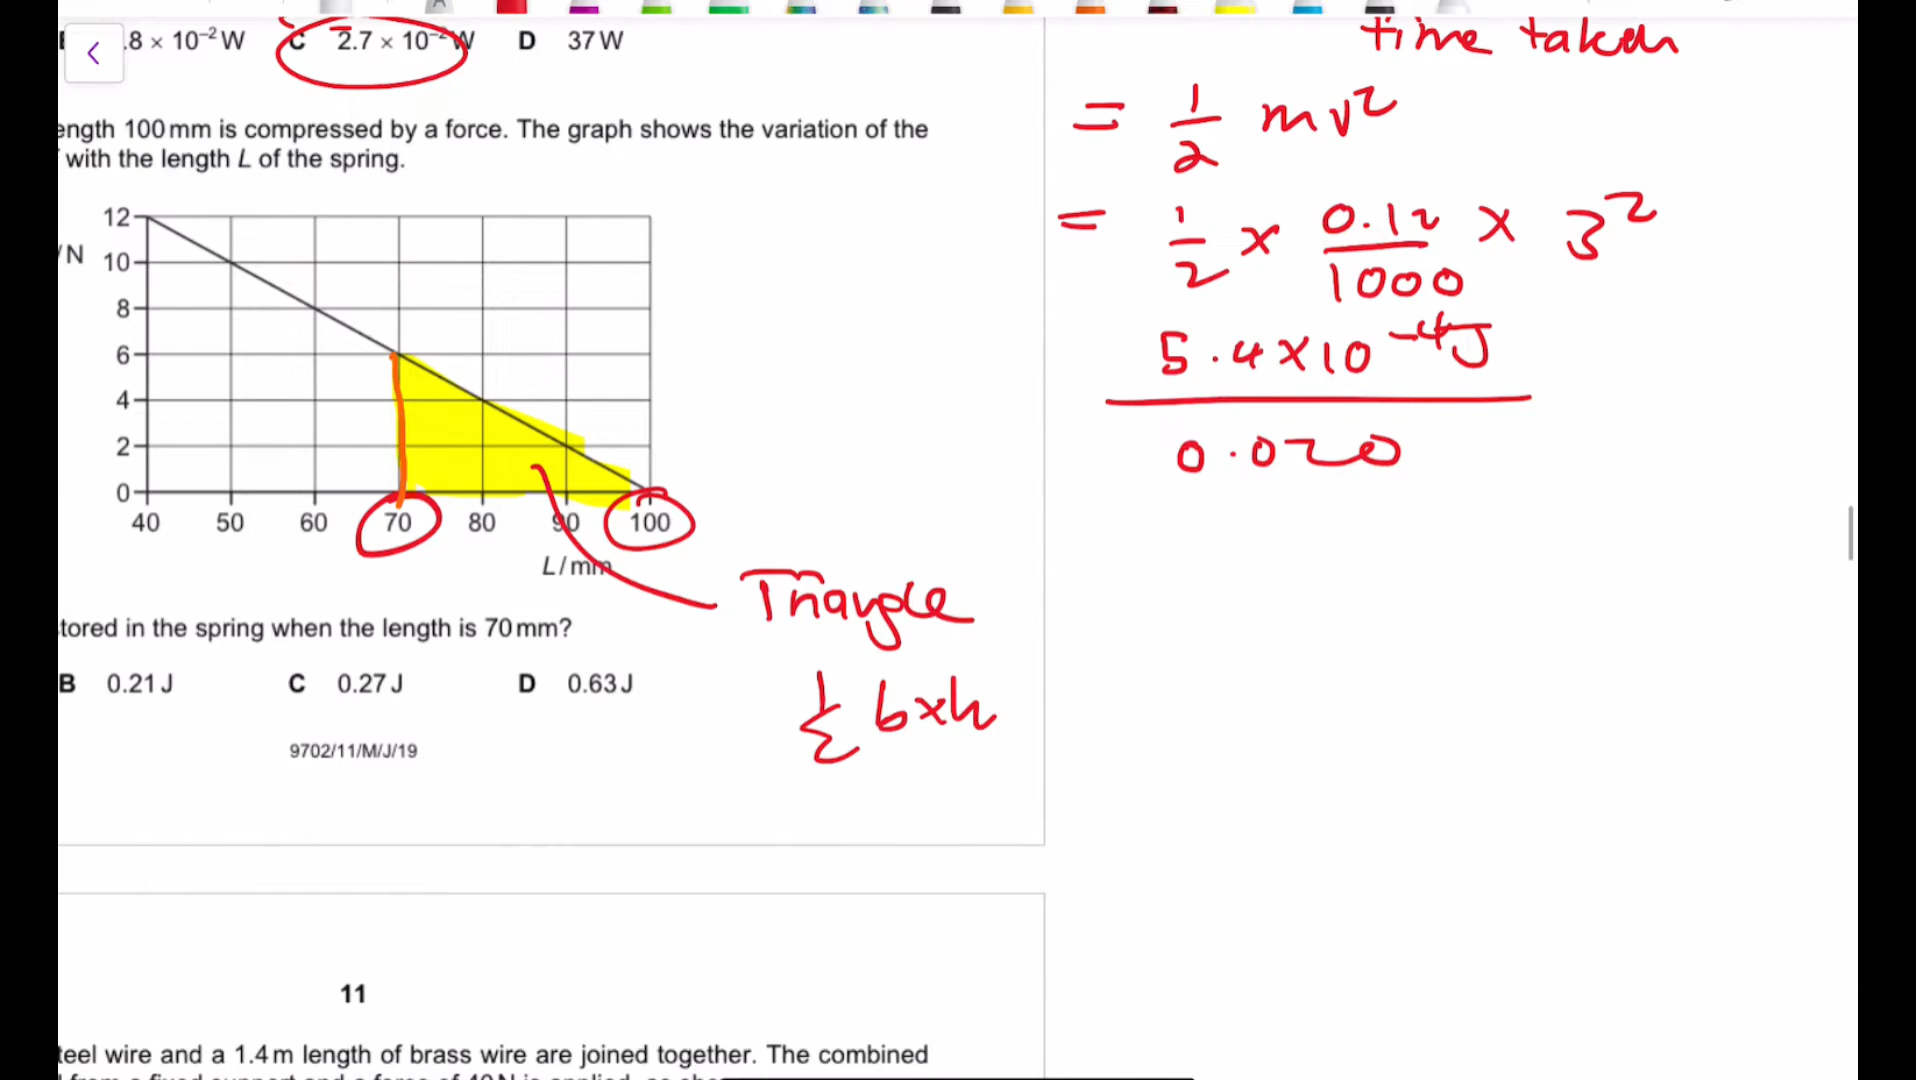 .8 × 10⁻² W C 2.7 × 10⁻² W D 37 W
time taken
= 1/2 mv²
ength 100 mm is compressed by a force. The graph shows the variation of the
with the length L of the spring.
= 1/2 × 0.12/1000 × 3²
5.4×10⁻⁴J
0.020
/N
12
10
8
6
4
2
0
40 50 60 70 80 90 100
L/mm
Triangle
1/2 b×h
tored in the spring when the length is 70 mm?
B 0.21 J C 0.27 J D 0.63 J
9702/11/M/J/19
11
teel wire and a 1.4 m length of brass wire are joined together. The combined